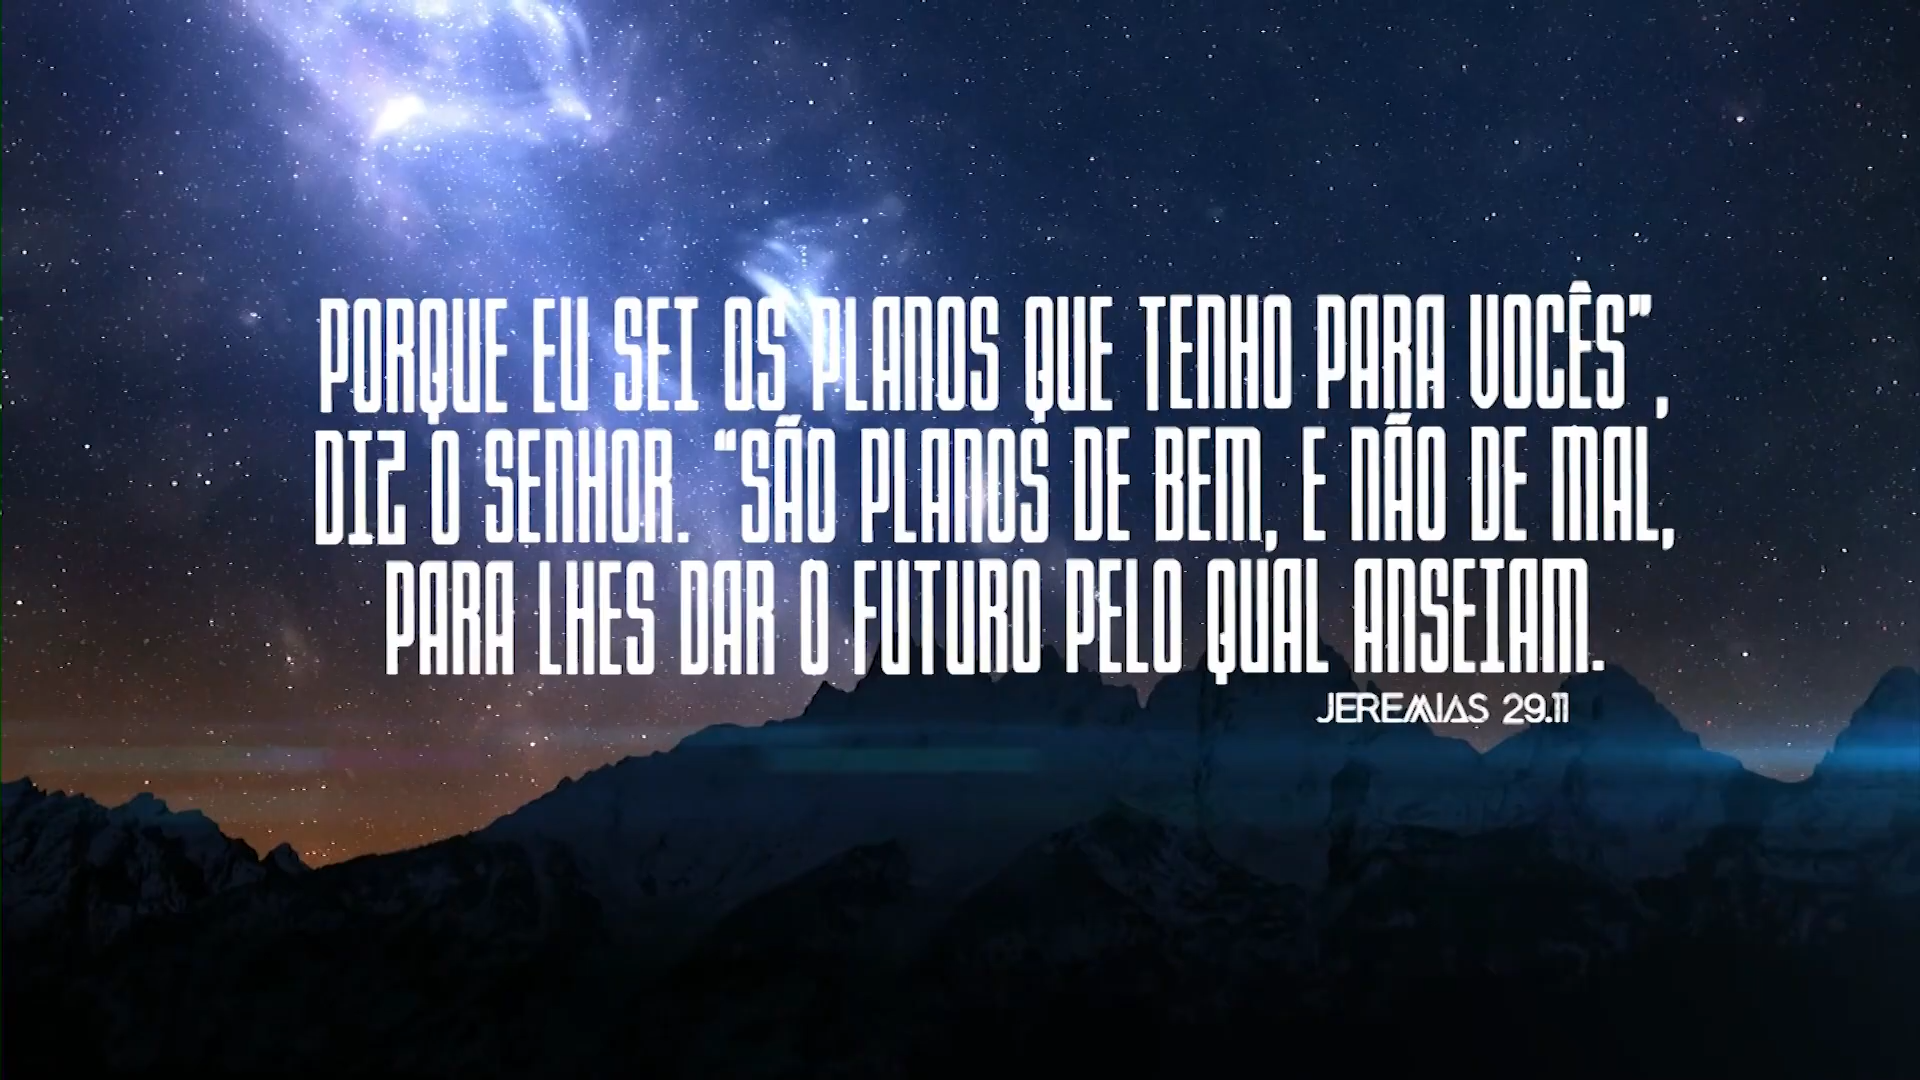 PORQUE EU SEI OS PLANOS QUE TENHO PARA VOCÊS",
DIZ O SENHOR. "SÃO PLANOS DE BEM, E NÃO DE MAL,
PARA LHES DAR O FUTURO PELO QUAL ANSEIAM.
JEREMIAS 29.11